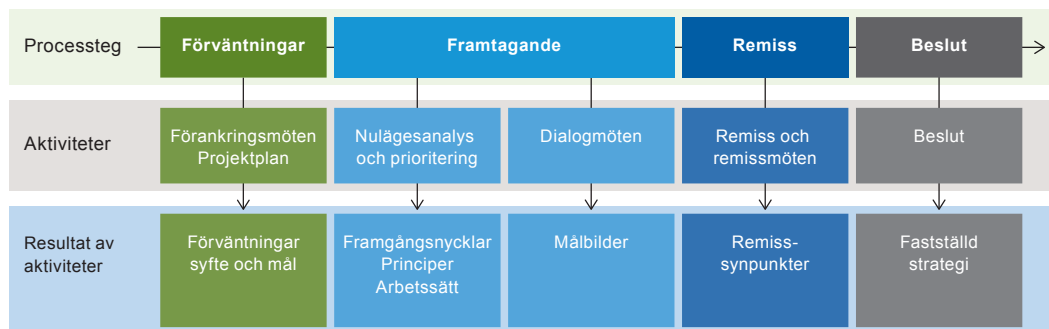 Processteg
Förväntningar
Framtagande
Remiss
Beslut
Aktiviteter
Förankringsmöten
Projektplan
Nulägesanalys
och prioritering
Dialogmöten
Remiss och
remissmöten
Beslut
Resultat av
aktiviteter
Förväntningar
syfte och mål
Framgångsnycklar
Principer
Arbetssätt
Målbilder
Remiss-
synpunkter
Fastställd
strategi